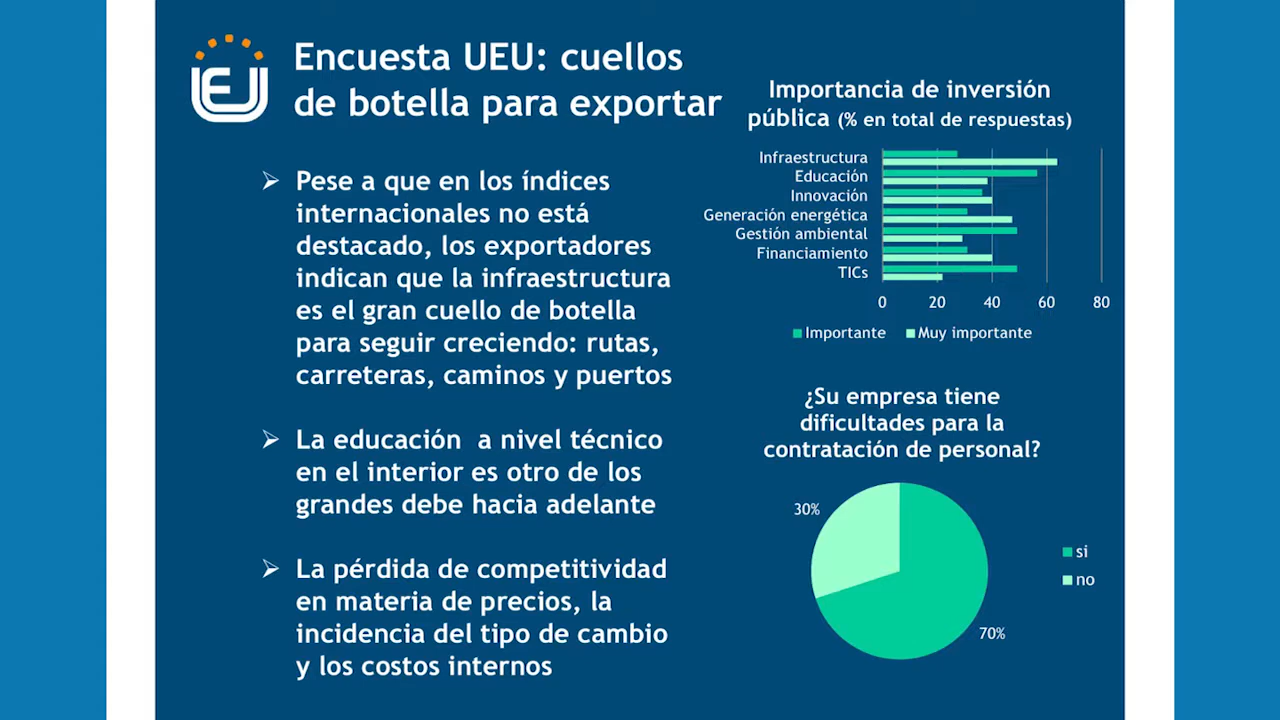 Encuesta UEU: cuellos
de botella para exportar
➢ Pese a que en los índices
internacionales no está
destacado, los exportadores
indican que la infraestructura
es el gran cuello de botella
para seguir creciendo: rutas,
carreteras, caminos y puertos
➢ La educación  a nivel técnico
en el interior es otro de los
grandes debe hacia adelante
➢ La pérdida de competitividad
en materia de precios, la
incidencia del tipo de cambio
y los costos internos
Importancia de inversión
pública (% en total de respuestas)
Infraestructura
Educación
Innovación
Generación energética
Gestión ambiental
Financiamiento
TICs
0 20 40 60 80
Importante Muy importante
¿Su empresa tiene
dificultades para la
contratación de personal?
30%
70%
si
no